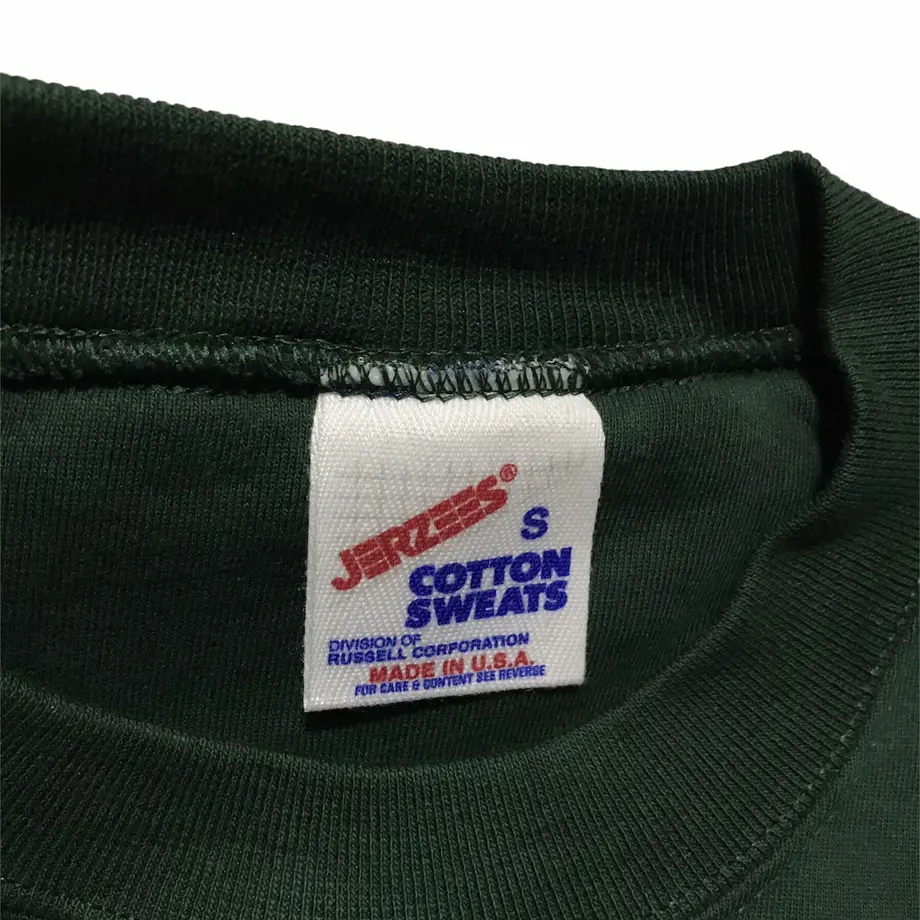 JERZEES®
S
COTTON
SWEATS
DIVISION OF
RUSSELL CORPORATION
MADE IN U.S.A.
FOR CARE & CONTENT SEE REVERSE